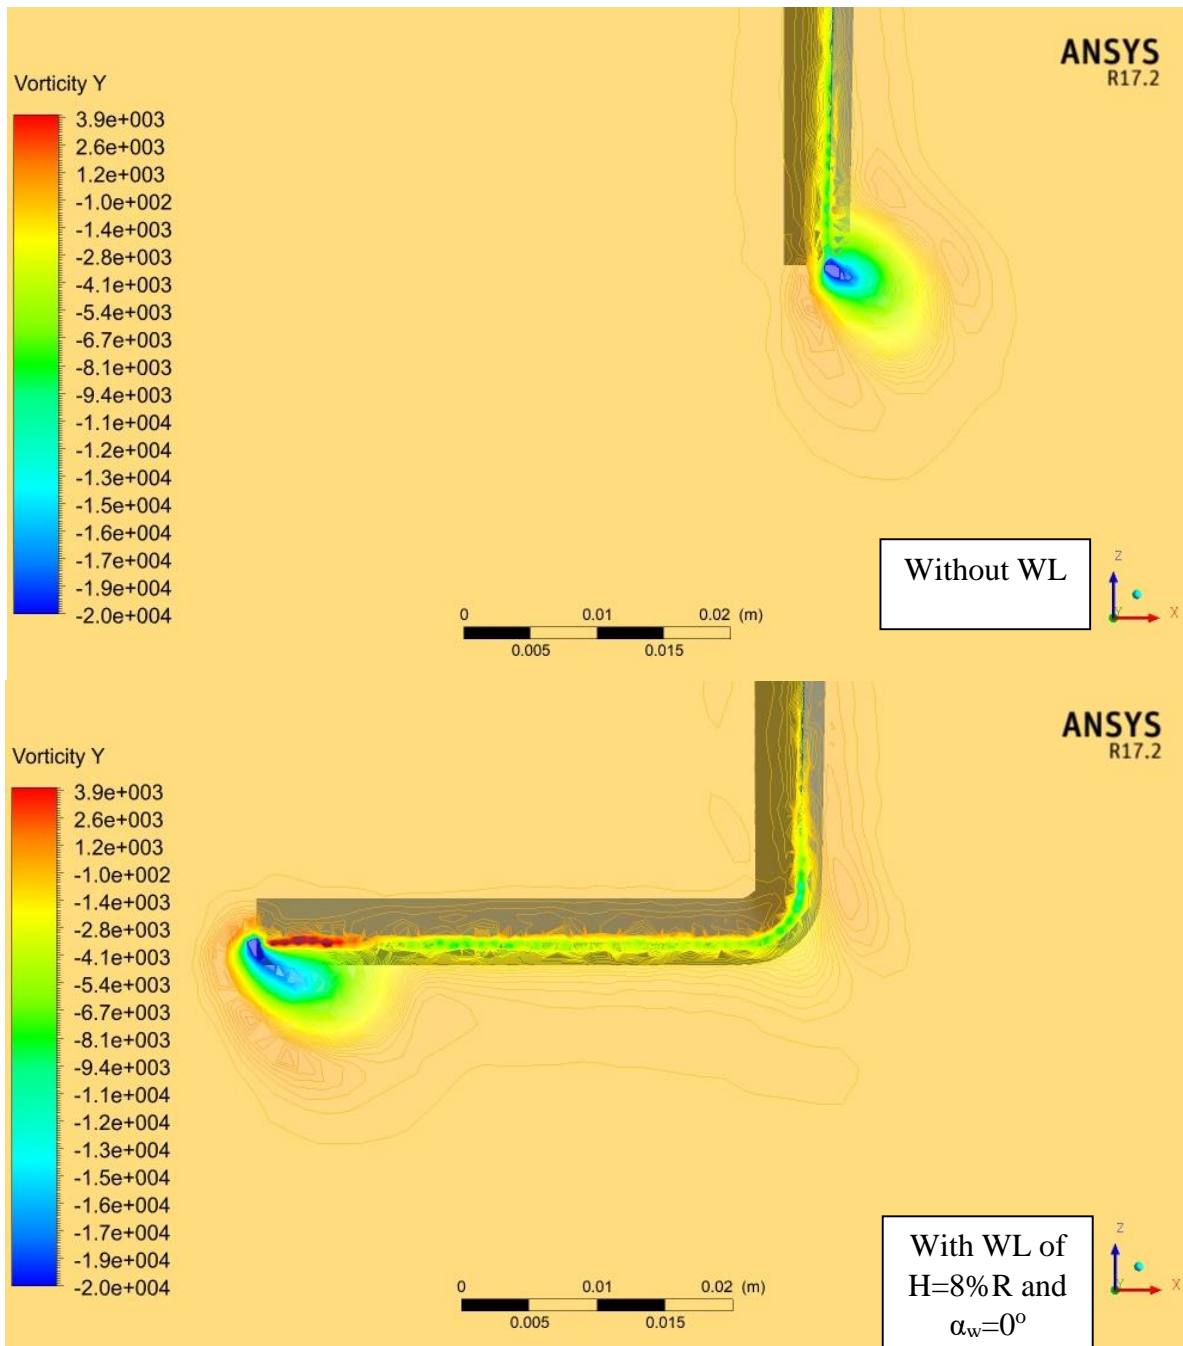 ANSYS
R17.2
Vorticity Y
3.9e+003
2.6e+003
1.2e+003
-1.0e+002
-1.4e+003
-2.8e+003
-4.1e+003
-5.4e+003
-6.7e+003
-8.1e+003
-9.4e+003
-1.1e+004
-1.2e+004
-1.3e+004
-1.5e+004
-1.6e+004
-1.7e+004
-1.9e+004
-2.0e+004
Without WL
Z
Y
X
0 0.01 0.02 (m)
0.005 0.015
ANSYS
R17.2
Vorticity Y
3.9e+003
2.6e+003
1.2e+003
-1.0e+002
-1.4e+003
-2.8e+003
-4.1e+003
-5.4e+003
-6.7e+003
-8.1e+003
-9.4e+003
-1.1e+004
-1.2e+004
-1.3e+004
-1.5e+004
-1.6e+004
-1.7e+004
-1.9e+004
-2.0e+004
With WL of
H=8%R and
αw=0º
Z
Y
X
0 0.01 0.02 (m)
0.005 0.015